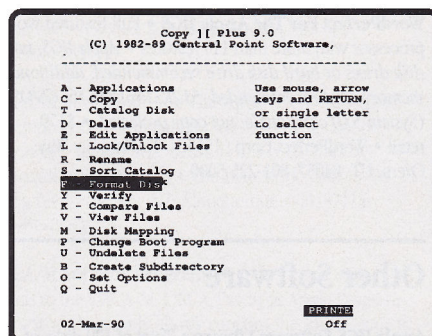 Copy ][ Plus 9.0
(C) 1982-89 Central Point Software,
A - Applications
C - Copy
T - Catalog Disk
D - Delete
E - Edit Applications
L - Lock/Unlock Files
R - Rename
S - Sort Catalog
F - Format Dis k
Y - Verify
K - Compare Files
V - View Files
M - Disk Mapping
P - Change Boot Program
U - Undelete Files
B - Create Subdirectory
O - Set Options
Q - Quit
Use mouse, arrow
keys and RETURN,
or single letter
to select
function
PRINTE
02-Mar-90 Off
Other Software